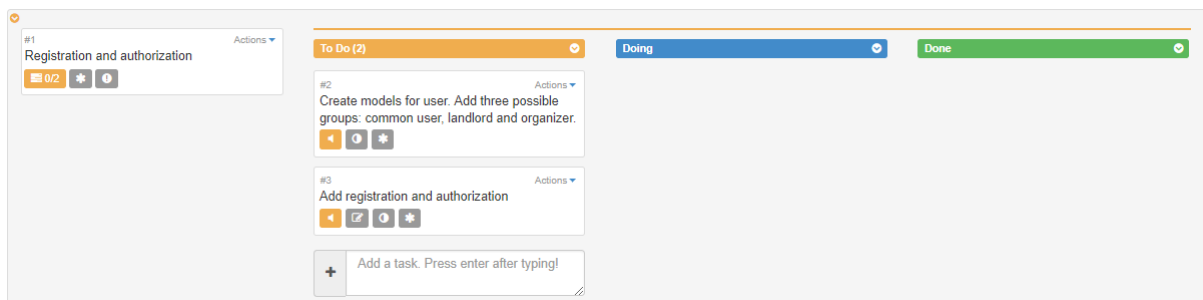 #1 Actions
Registration and authorization
0/2
To Do (2)
Doing
Done
#2 Actions
Create models for user. Add three possible
groups: common user, landlord and organizer.
#3 Actions
Add registration and authorization
Add a task. Press enter after typing!